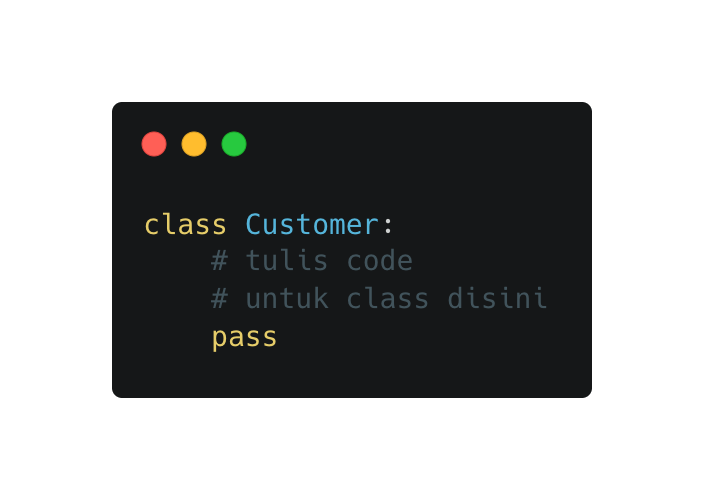 class Customer:
    # tulis code
    # untuk class disini
    pass